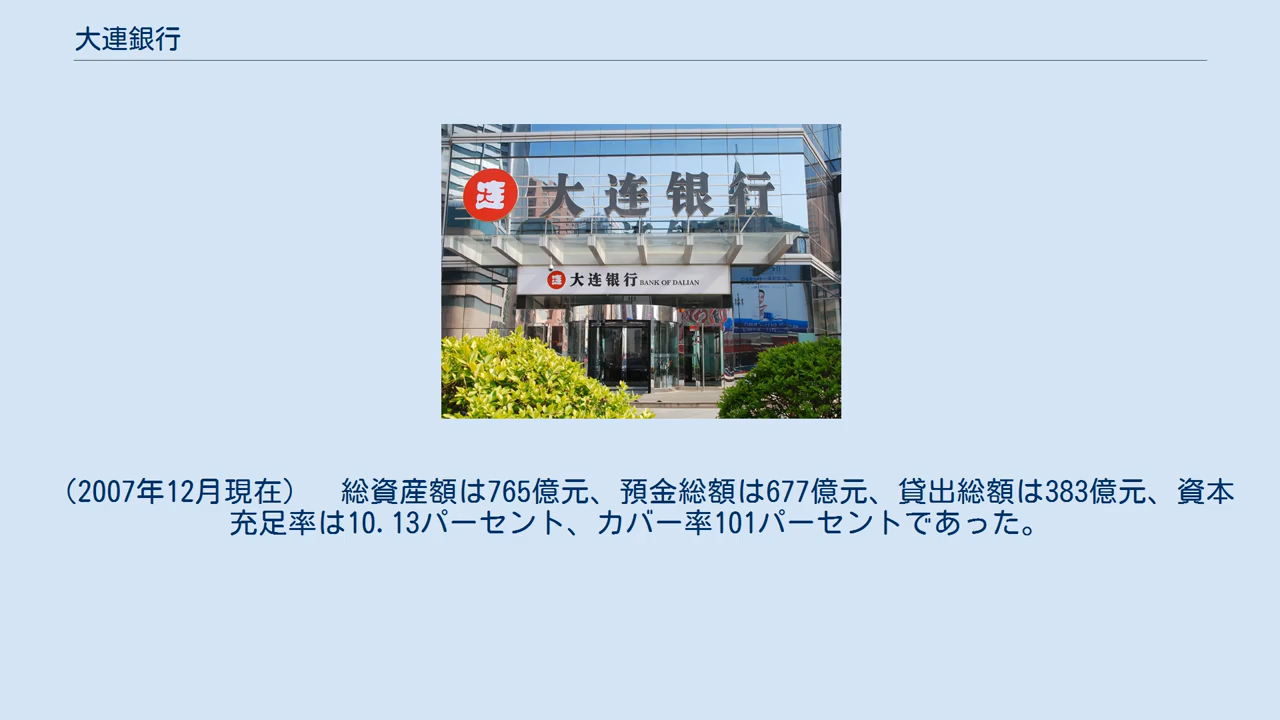 大連銀行
连
大连银行
连 大连银行 BANK OF DALIAN
（2007年12月現在）　総資産額は765億元、預金総額は677億元、貸出総額は383億元、資本
充足率は10.13パーセント、カバー率101パーセントであった。